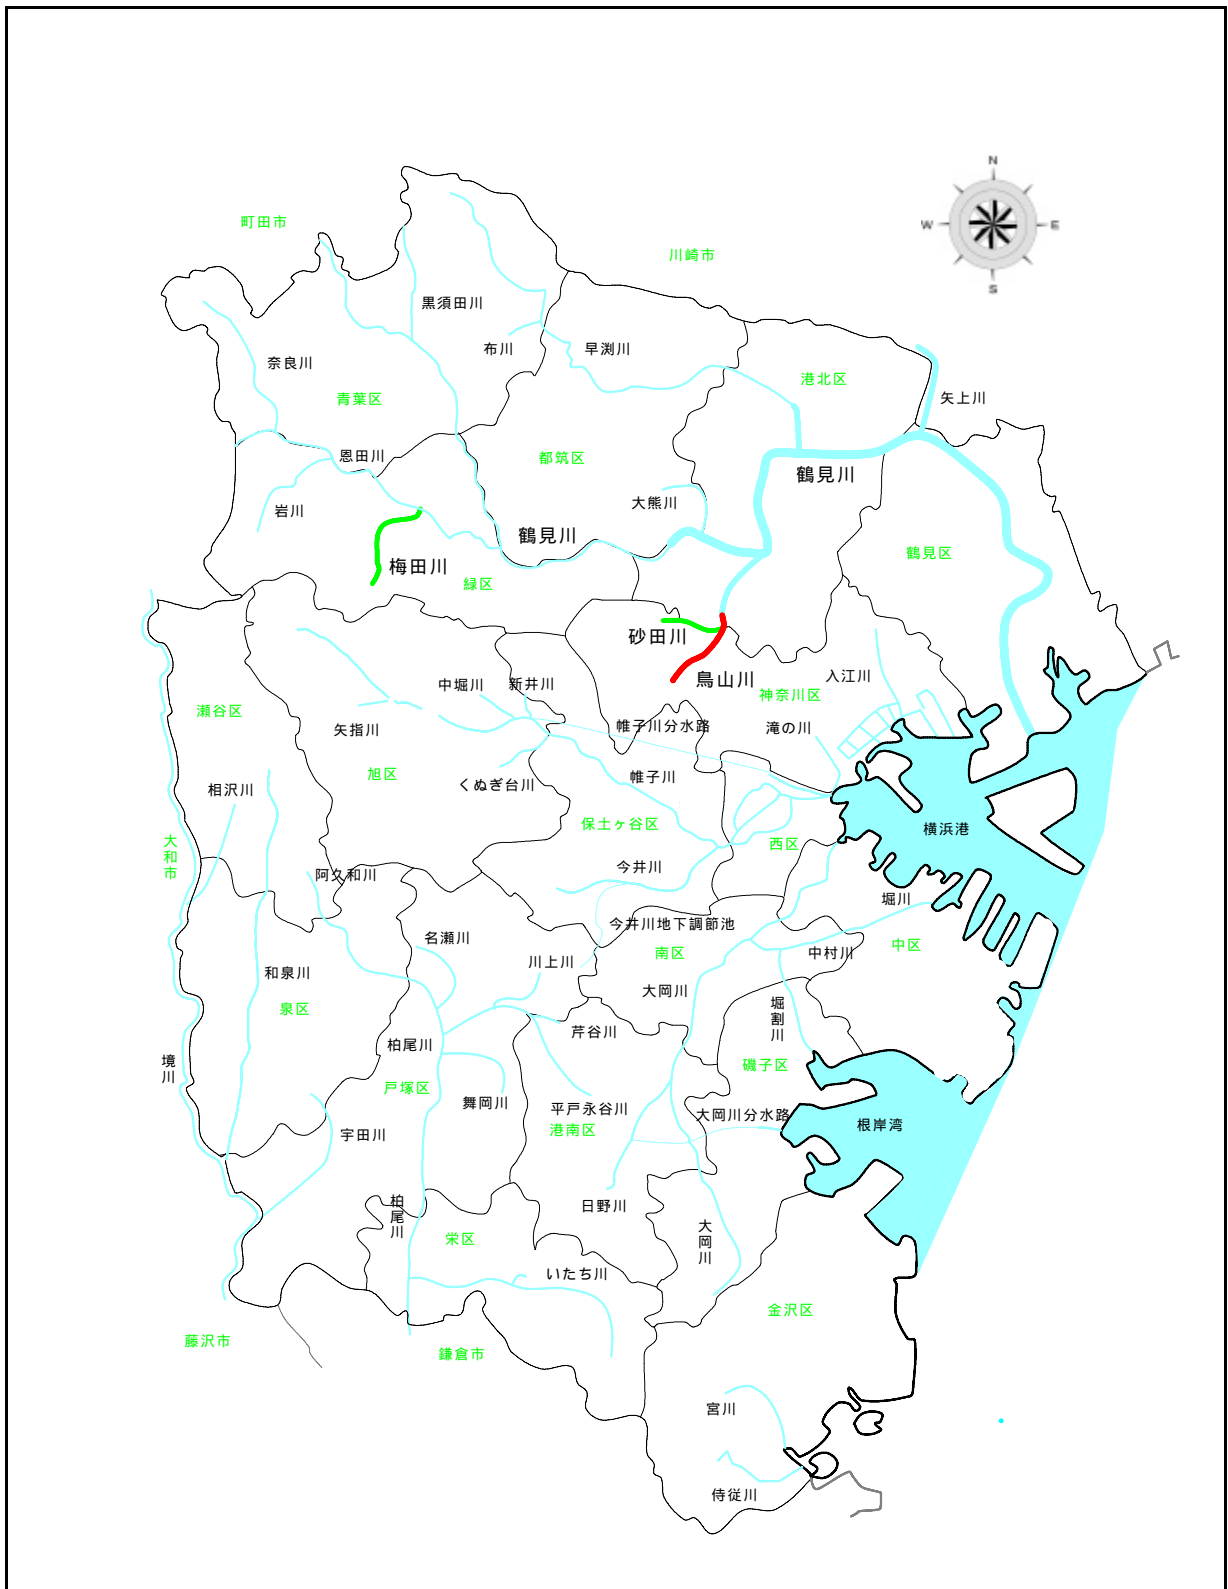 N
W
E
S
町田市
川崎市
黒須田川
布川
早渕川
奈良川
青葉区
港北区
矢上川
恩田川
都筑区
鶴見川
大熊川
岩川
鶴見川
鶴見区
梅田川
緑区
砂田川
鳥山川
入江川
中堀川
新井川
神奈川区
瀬谷区
矢指川
帷子川分水路
滝の川
旭区
帷子川
くぬぎ台川
相沢川
保土ヶ谷区
横浜港
西区
大和市
今井川
阿久和川
堀川
今井川地下調節池
名瀬川
南区
中区
川上川
中村川
和泉川
大岡川
泉区
堀割川
芹谷川
柏尾川
境川
磯子区
戸塚区
舞岡川
平戸永谷川
大岡川分水路
港南区
根岸湾
宇田川
日野川
柏尾川
大岡川
栄区
いたち川
金沢区
藤沢市
鎌倉市
宮川
侍従川